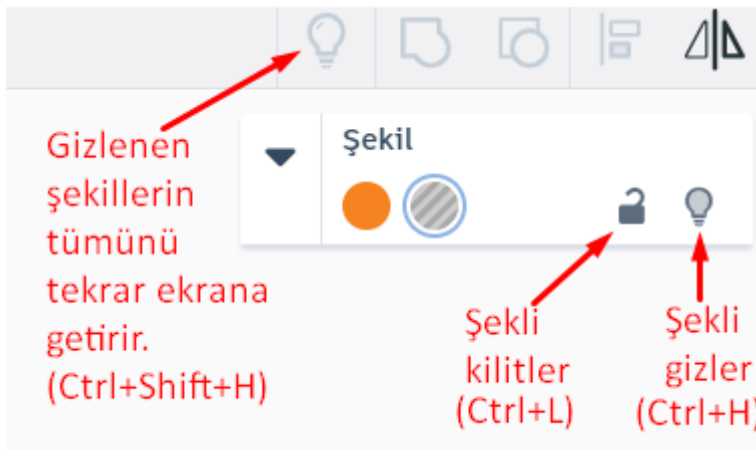 Şekil
Gizlenen
şekillerin
tümünü
tekrar ekrana
getirir.
(Ctrl+Shift+H)
Şekli
kilitler
(Ctrl+L)
Şekli
gizler
(Ctrl+H)